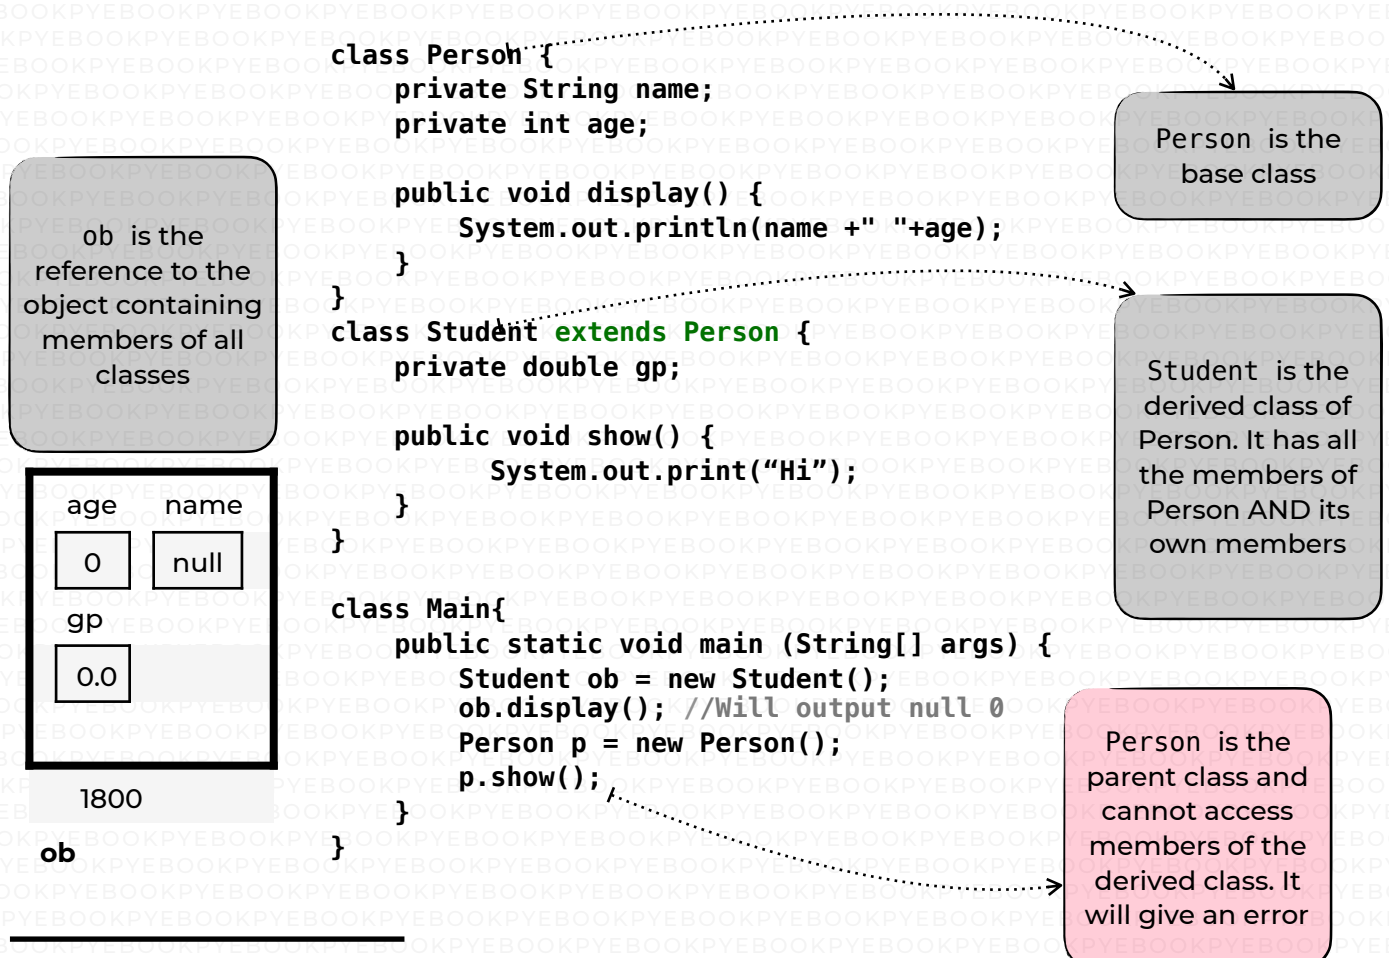 class Person {
private String name;
private int age;
public void display() {
System.out.println(name +" "+age);
}
}
class Student extends Person {
private double gp;
public void show() {
System.out.print(“Hi”);
}
}
class Main{
public static void main (String[] args) {
Student ob = new Student();
ob.display(); //Will output null 0
Person p = new Person();
p.show();
}
}
Person is the
base class
ob is the
reference to the
object containing
members of all
classes
Student is the
derived class of
Person. It has all
the members of
Person AND its
own members
age name
0 null
gp
0.0
1800
ob
Person is the
parent class and
cannot access
members of the
derived class. It
will give an error